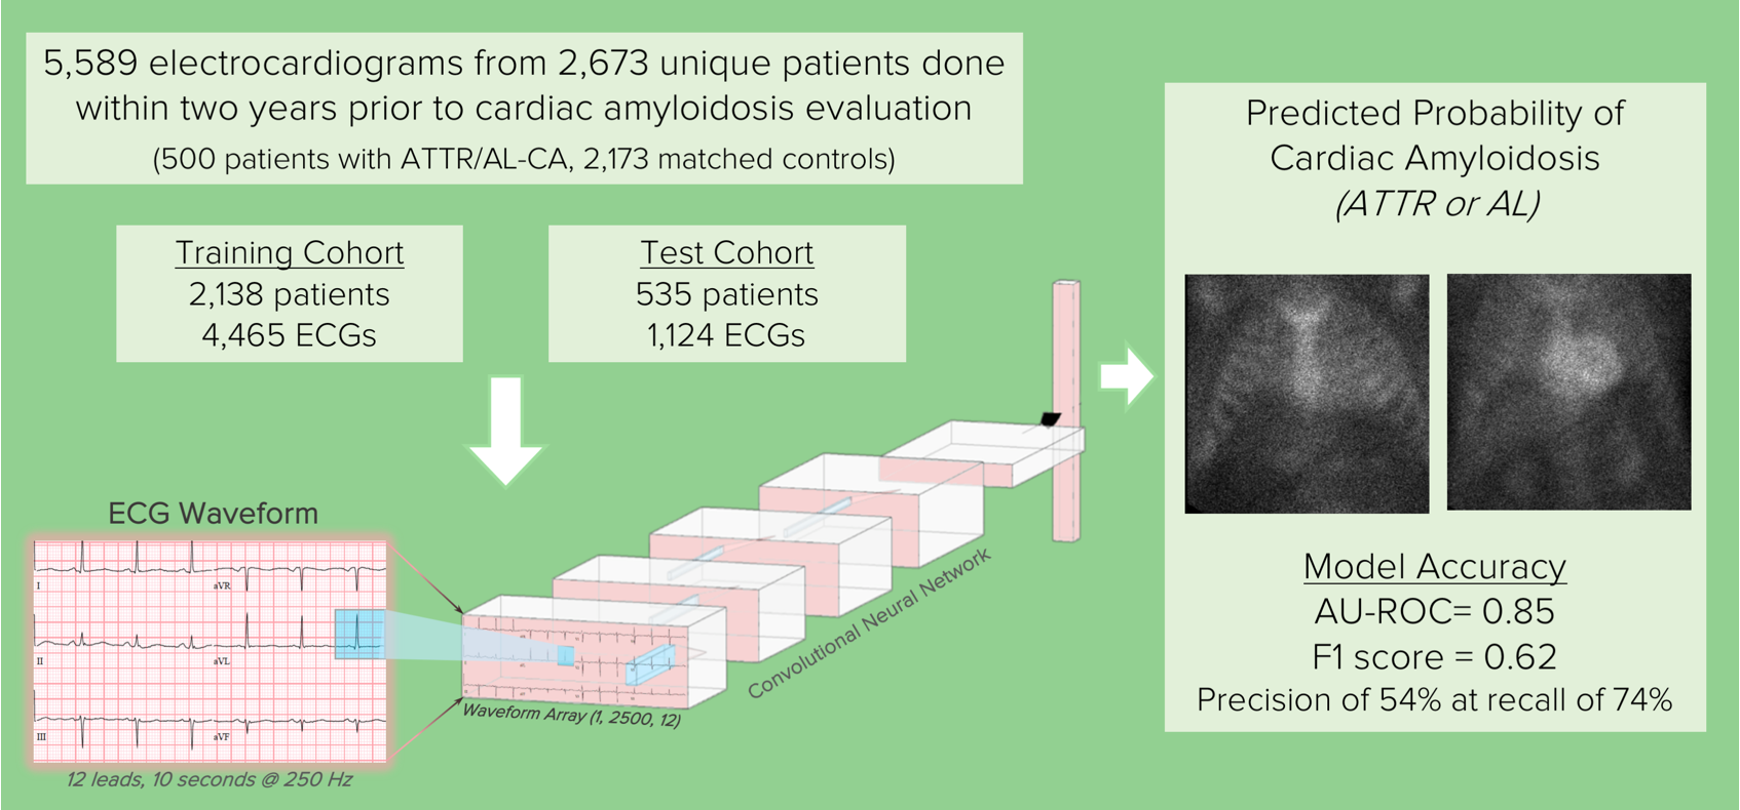 5,589 electrocardiograms from 2,673 unique patients done
within two years prior to cardiac amyloidosis evaluation
(500 patients with ATTR/AL-CA, 2,173 matched controls)
Training Cohort
2,138 patients
4,465 ECGs
Test Cohort
535 patients
1,124 ECGs
ECG Waveform
I
aVR
II
aVL
III
aVF
12 leads, 10 seconds @ 250 Hz
Waveform Array (1, 2500, 12)
Convolutional Neural Network
Predicted Probability of
Cardiac Amyloidosis
(ATTR or AL)
Model Accuracy
AU-ROC= 0.85
F1 score = 0.62
Precision of 54% at recall of 74%